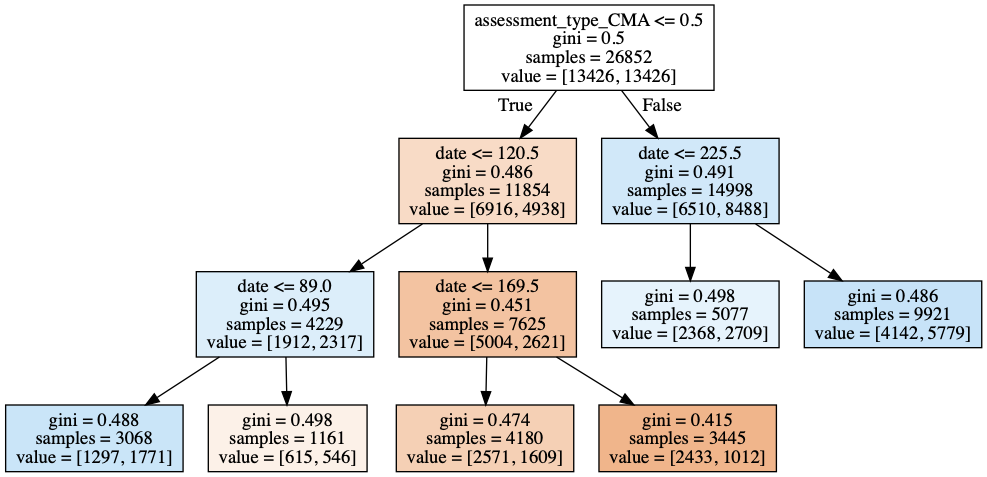 assessment_type_CMA <= 0.5
gini = 0.5
samples = 26852
value = [13426, 13426]
True
False
date <= 120.5
gini = 0.486
samples = 11854
value = [6916, 4938]
date <= 225.5
gini = 0.491
samples = 14998
value = [6510, 8488]
date <= 89.0
gini = 0.495
samples = 4229
value = [1912, 2317]
date <= 169.5
gini = 0.451
samples = 7625
value = [5004, 2621]
gini = 0.498
samples = 5077
value = [2368, 2709]
gini = 0.486
samples = 9921
value = [4142, 5779]
gini = 0.488
samples = 3068
value = [1297, 1771]
gini = 0.498
samples = 1161
value = [615, 546]
gini = 0.474
samples = 4180
value = [2571, 1609]
gini = 0.415
samples = 3445
value = [2433, 1012]